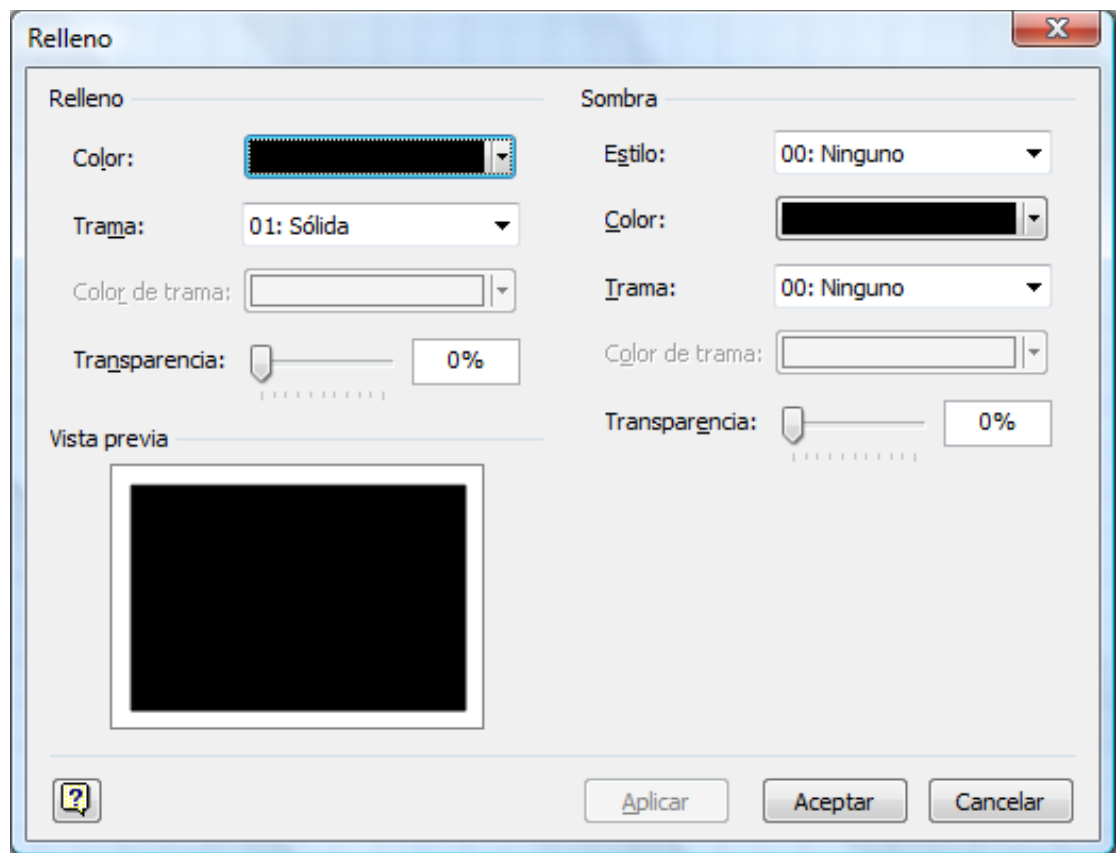 Relleno
Relleno
Color:
Trama:
01: Sólida
Color de trama:
Transparencia:
0%
Vista previa
Sombra
Estilo:
00: Ninguno
Color:
Trama:
00: Ninguno
Color de trama:
Transparencia:
0%
?
Aplicar
Aceptar
Cancelar